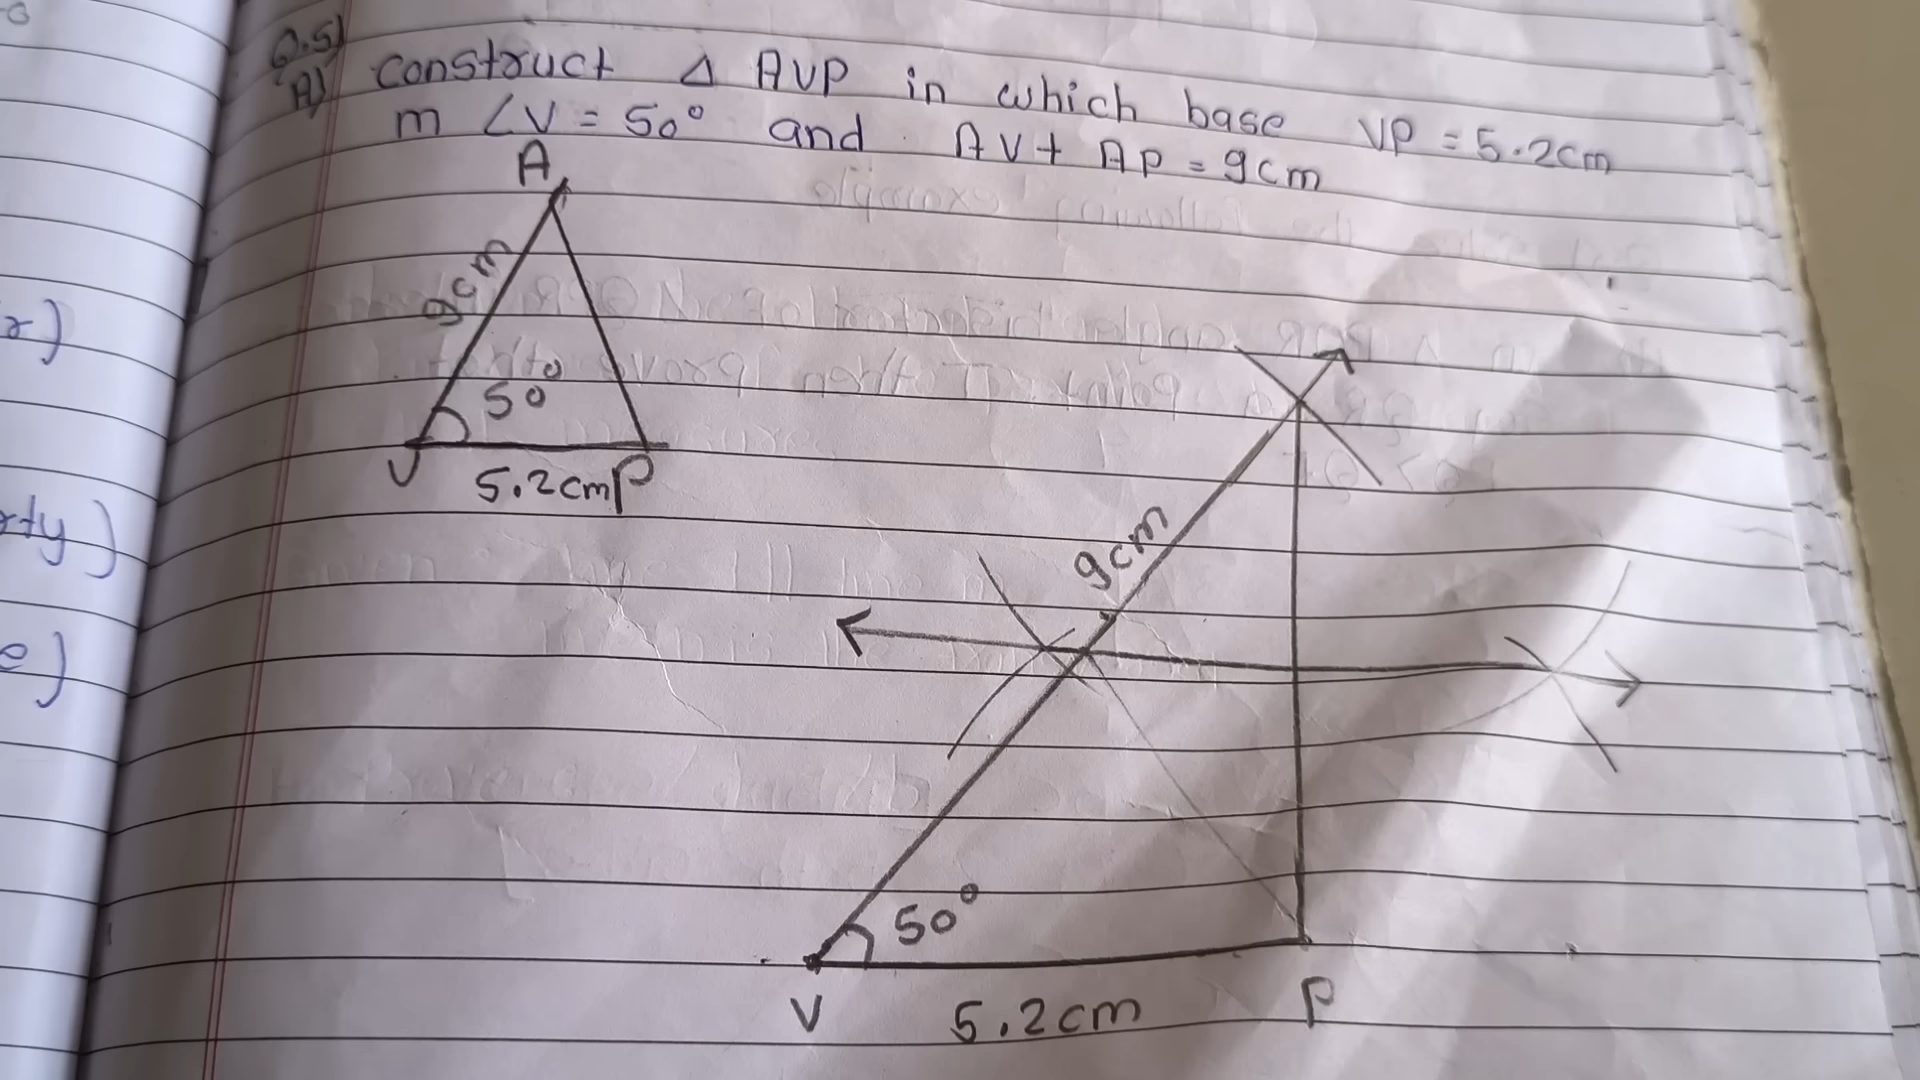 Q.5)
A) Construct Δ AVP in which base VP = 5.2cm
m ∠V = 50° and AV + AP = 9cm
A
9cm
50
V 5.2cm P
9cm
50°
V 5.2cm P
x)
rty)
e)